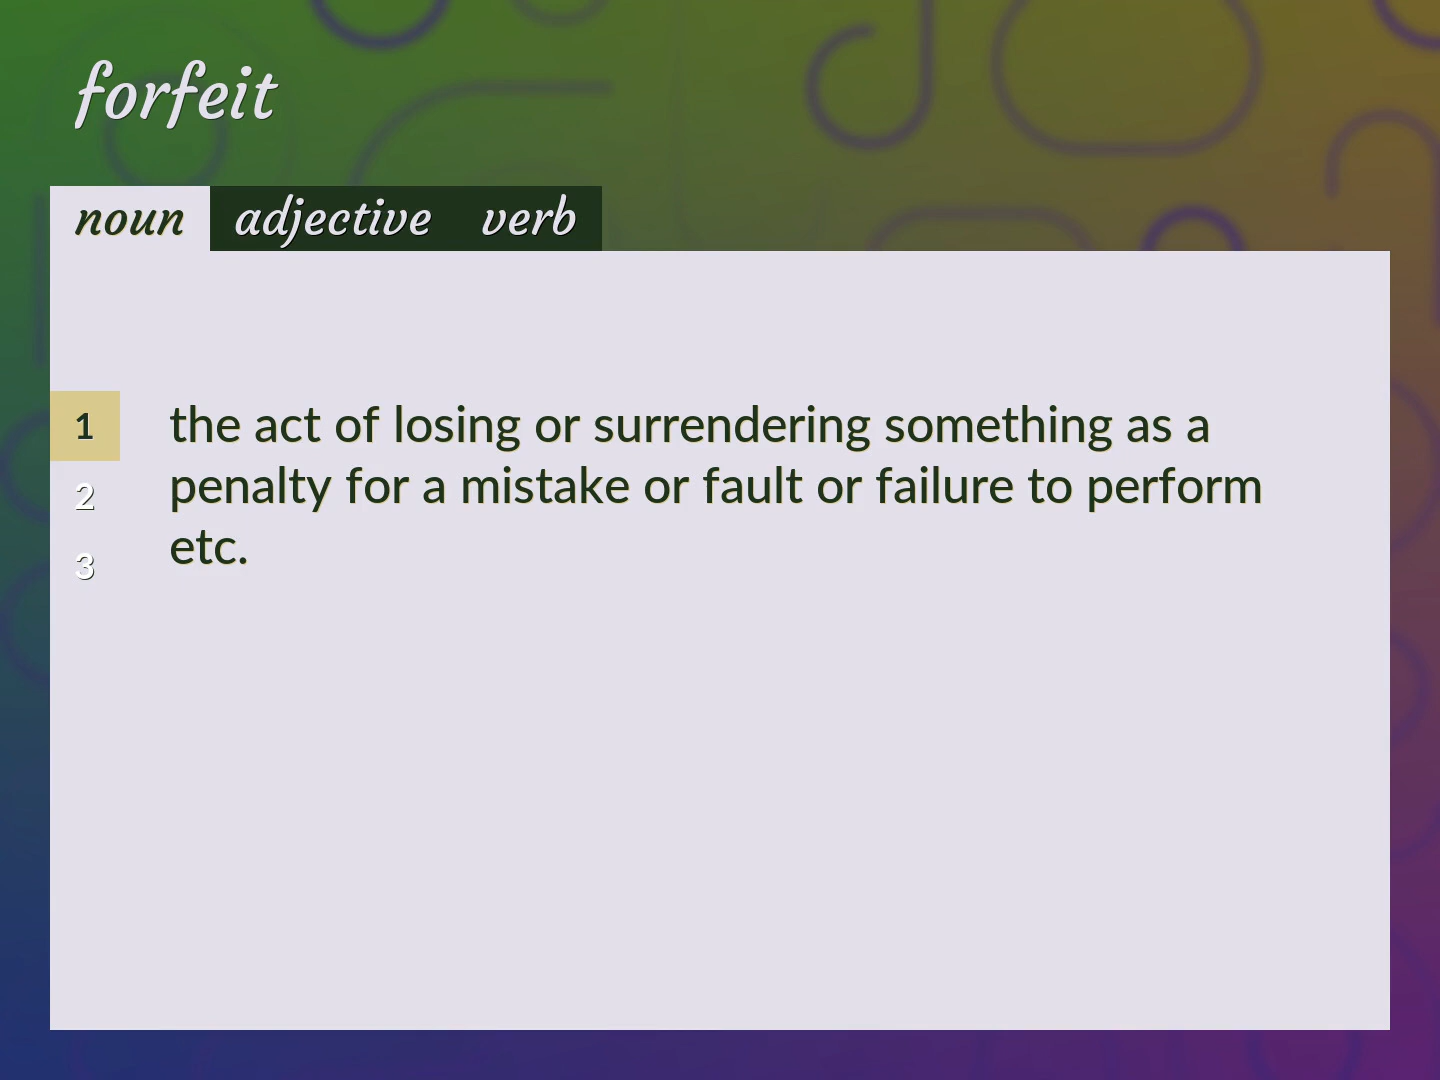 forfeit
noun adjective verb
1 the act of losing or surrendering something as a
penalty for a mistake or fault or failure to perform
etc.
2
3